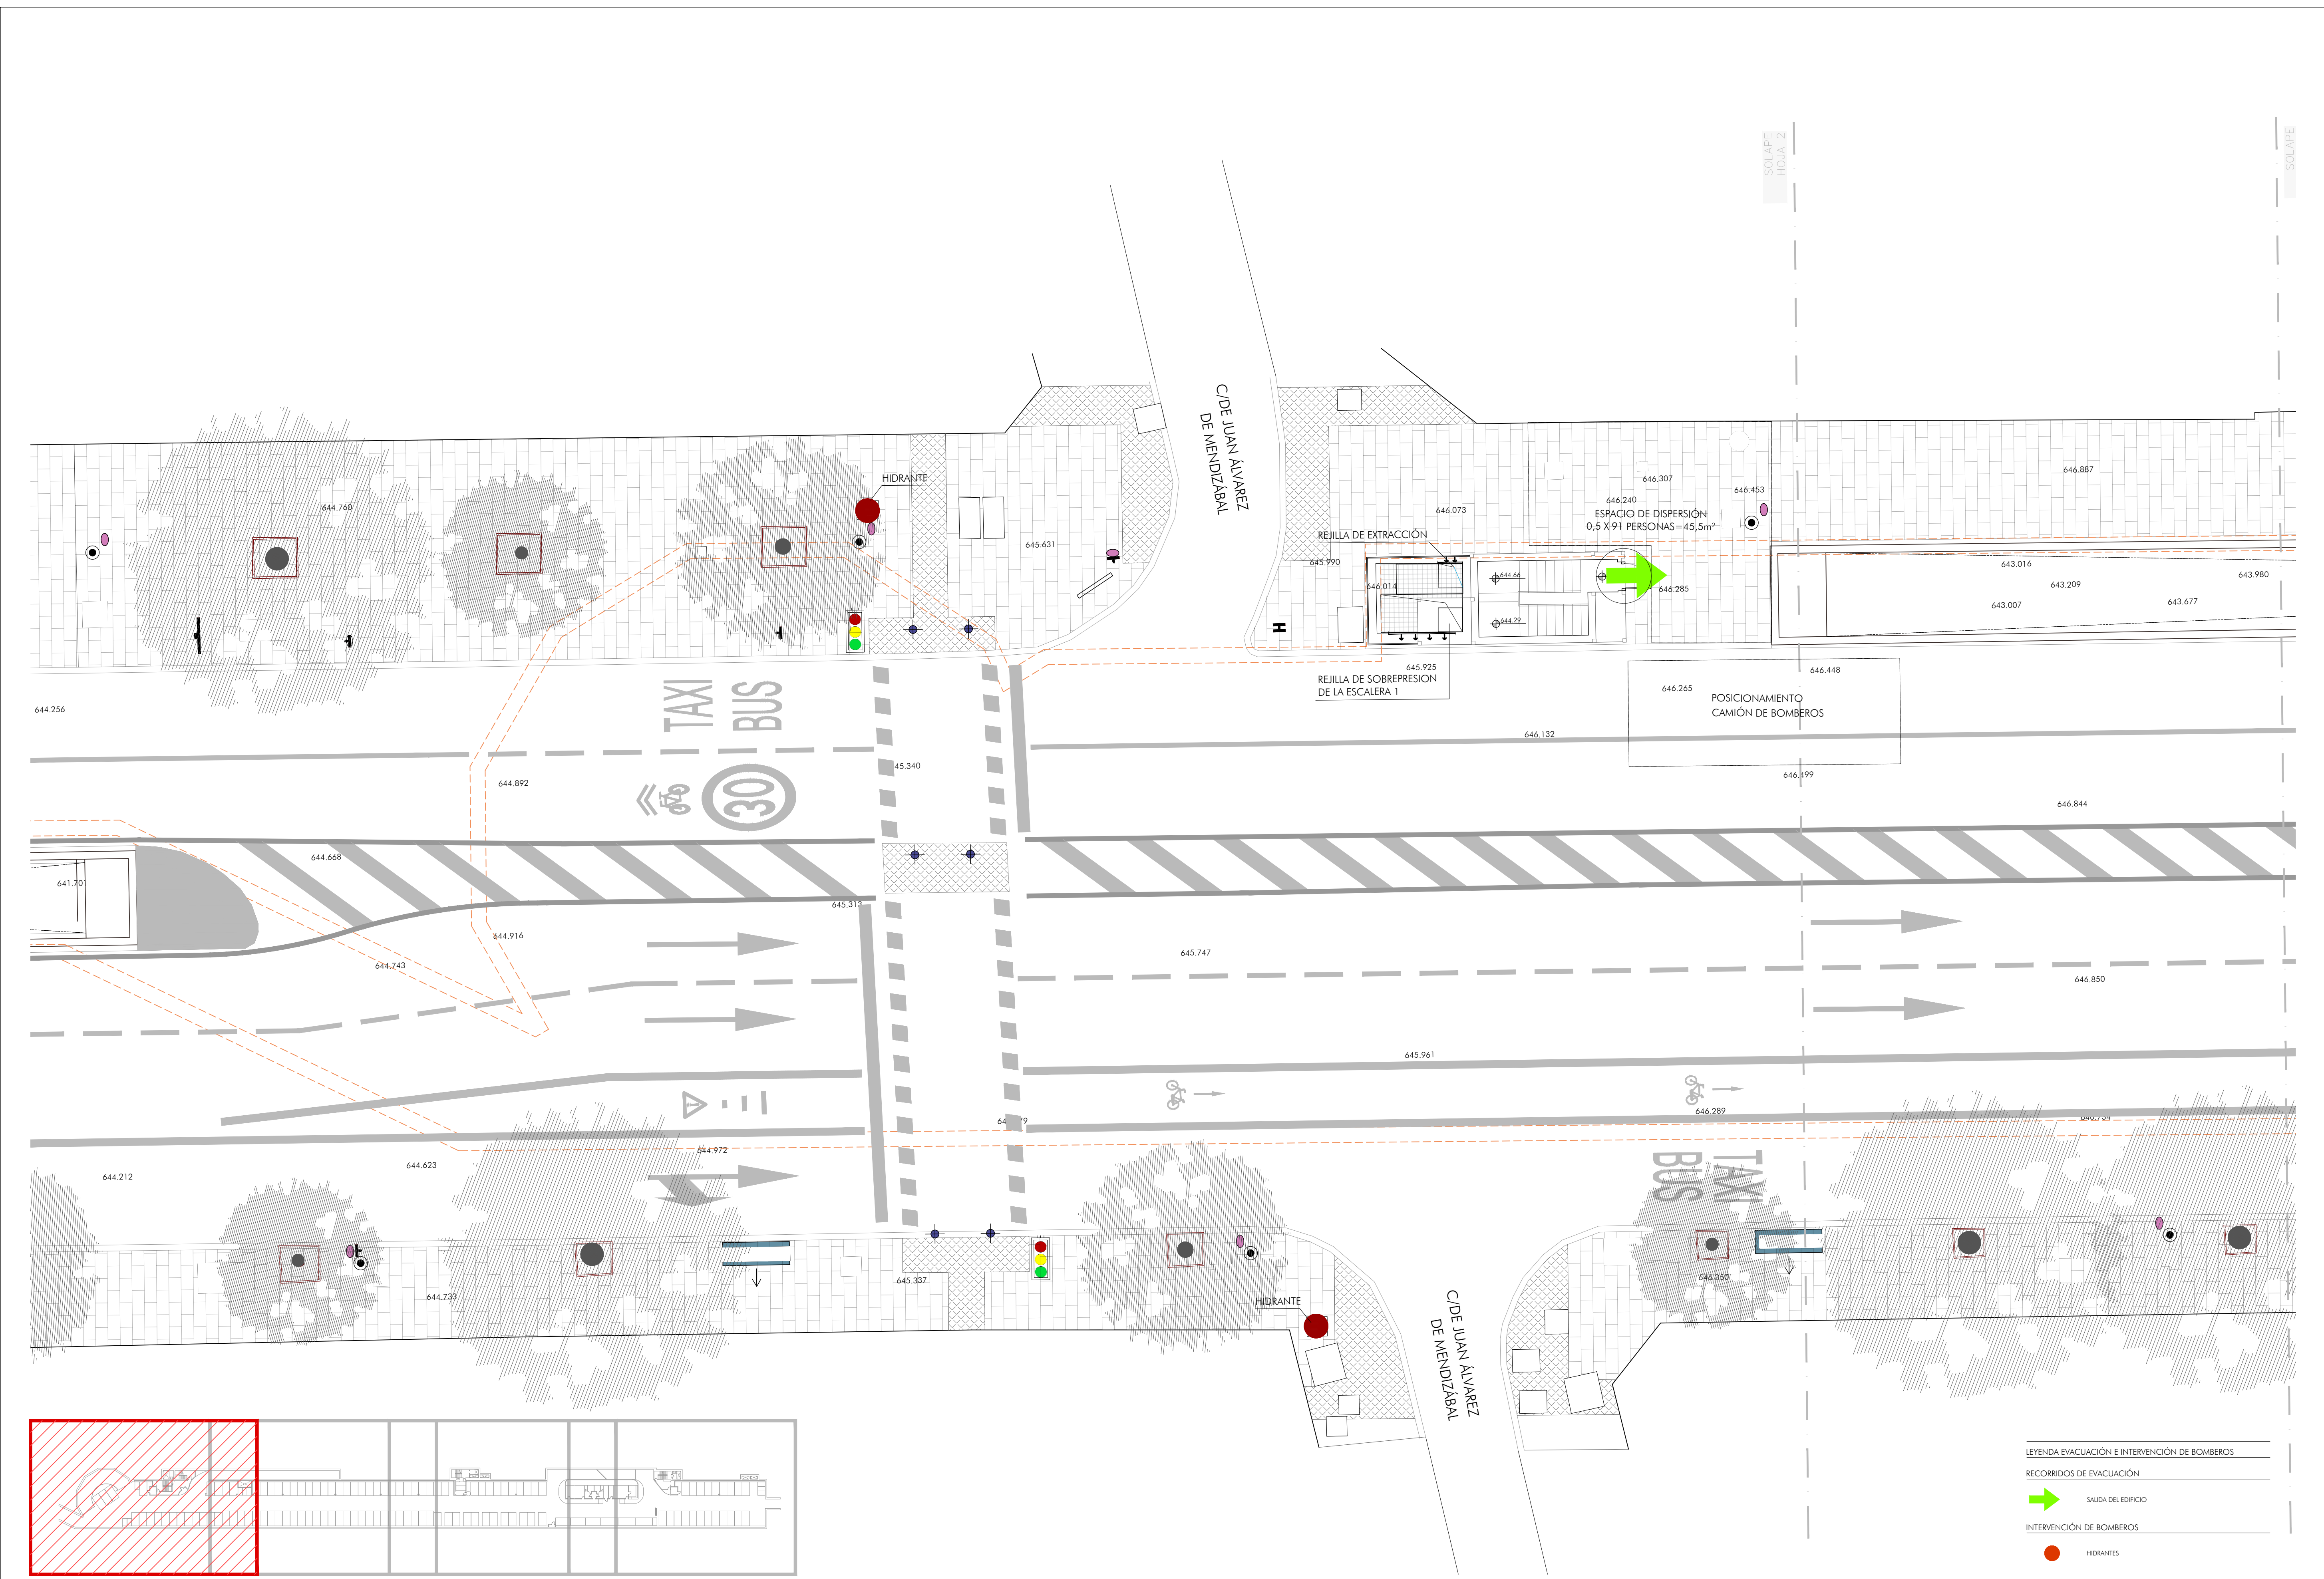 SOLAPE
HOJA 2
SOLAPE
C/DE JUAN ÁLVAREZ
DE MENDIZÁBAL
HIDRANTE
644.760
645.631
646.887
646.307
646.453
646.240
ESPACIO DE DISPERSIÓN
0,5 X 91 PERSONAS=45,5m²
646.073
REJILLA DE EXTRACCIÓN
645.990
646.014
644.66
644.29
646.285
643.016
643.209
643.980
643.007
643.677
H
645.925
REJILLA DE SOBREPRESION
DE LA ESCALERA 1
646.448
646.265
POSICIONAMIENTO
CAMIÓN DE BOMBEROS
644.256
TAXI
BUS
646.132
45.340
646.499
644.892
30
646.844
644.668
641.701
645.313
644.916
644.743
645.747
646.850
645.961
646.289
644.972
644.623
644.212
TAXI
BUS
645.337
644.733
646.350
HIDRANTE
C/DE JUAN ÁLVAREZ
DE MENDIZÁBAL
LEYENDA EVACUACIÓN E INTERVENCIÓN DE BOMBEROS
RECORRIDOS DE EVACUACIÓN
SALIDA DEL EDIFICIO
INTERVENCIÓN DE BOMBEROS
HIDRANTES